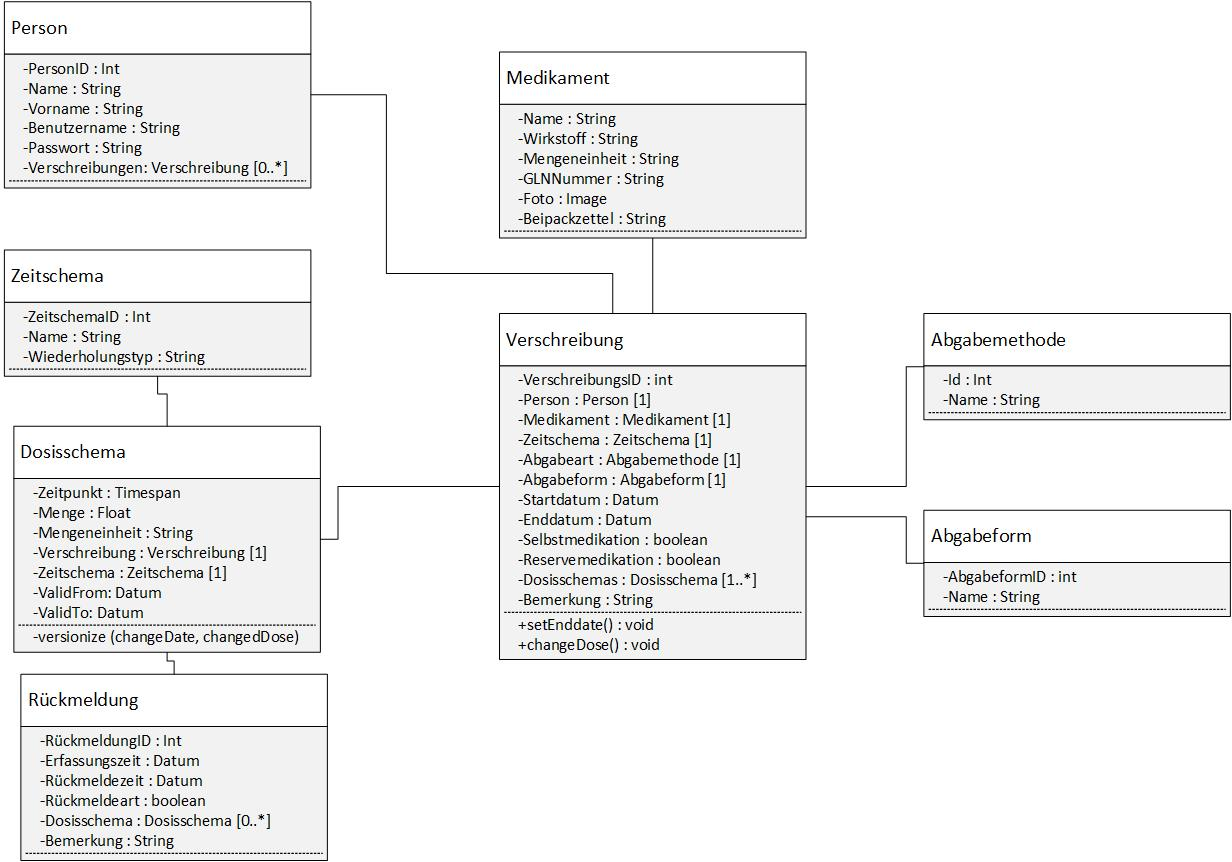 Person
-PersonID : Int
-Name : String
-Vorname : String
-Benutzername : String
-Passwort : String
-Verschreibungen: Verschreibung [0..*]
Medikament
-Name : String
-Wirkstoff : String
-Mengeneinheit : String
-GLNNummer : String
-Foto : Image
-Beipackzettel : String
Zeitschema
-ZeitschemaID : Int
-Name : String
-Wiederholungstyp : String
Verschreibung
-VerschreibungsID : int
-Person : Person [1]
-Medikament : Medikament [1]
-Zeitschema : Zeitschema [1]
-Abgabeart : Abgabemethode [1]
-Abgabeform : Abgabeform [1]
-Startdatum : Datum
-Enddatum : Datum
-Selbstmedikation : boolean
-Reservemedikation : boolean
-Dosisschemas : Dosisschema [1..*]
-Bemerkung : String
+setEnddate() : void
+changeDose() : void
Abgabemethode
-Id : Int
-Name : String
Dosisschema
-Zeitpunkt : Timespan
-Menge : Float
-Mengeneinheit : String
-Verschreibung : Verschreibung [1]
-Zeitschema : Zeitschema [1]
-ValidFrom: Datum
-ValidTo: Datum
-versionize (changeDate, changedDose)
Abgabeform
-AbgabeformID : int
-Name : String
Rückmeldung
-RückmeldungID : Int
-Erfassungszeit : Datum
-Rückmeldezeit : Datum
-Rückmeldeart : boolean
-Dosisschema : Dosisschema [0..*]
-Bemerkung : String